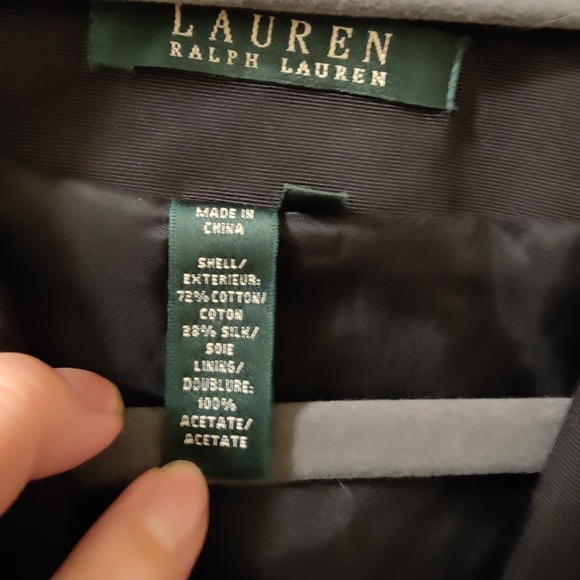 LAUREN
RALPH LAUREN
MADE IN
CHINA
SHELL/
EXTERIEUR:
72% COTTON/
COTON
28% SILK/
SOIE
LINING/
DOUBLURE:
100%
ACETATE/
ACETATE